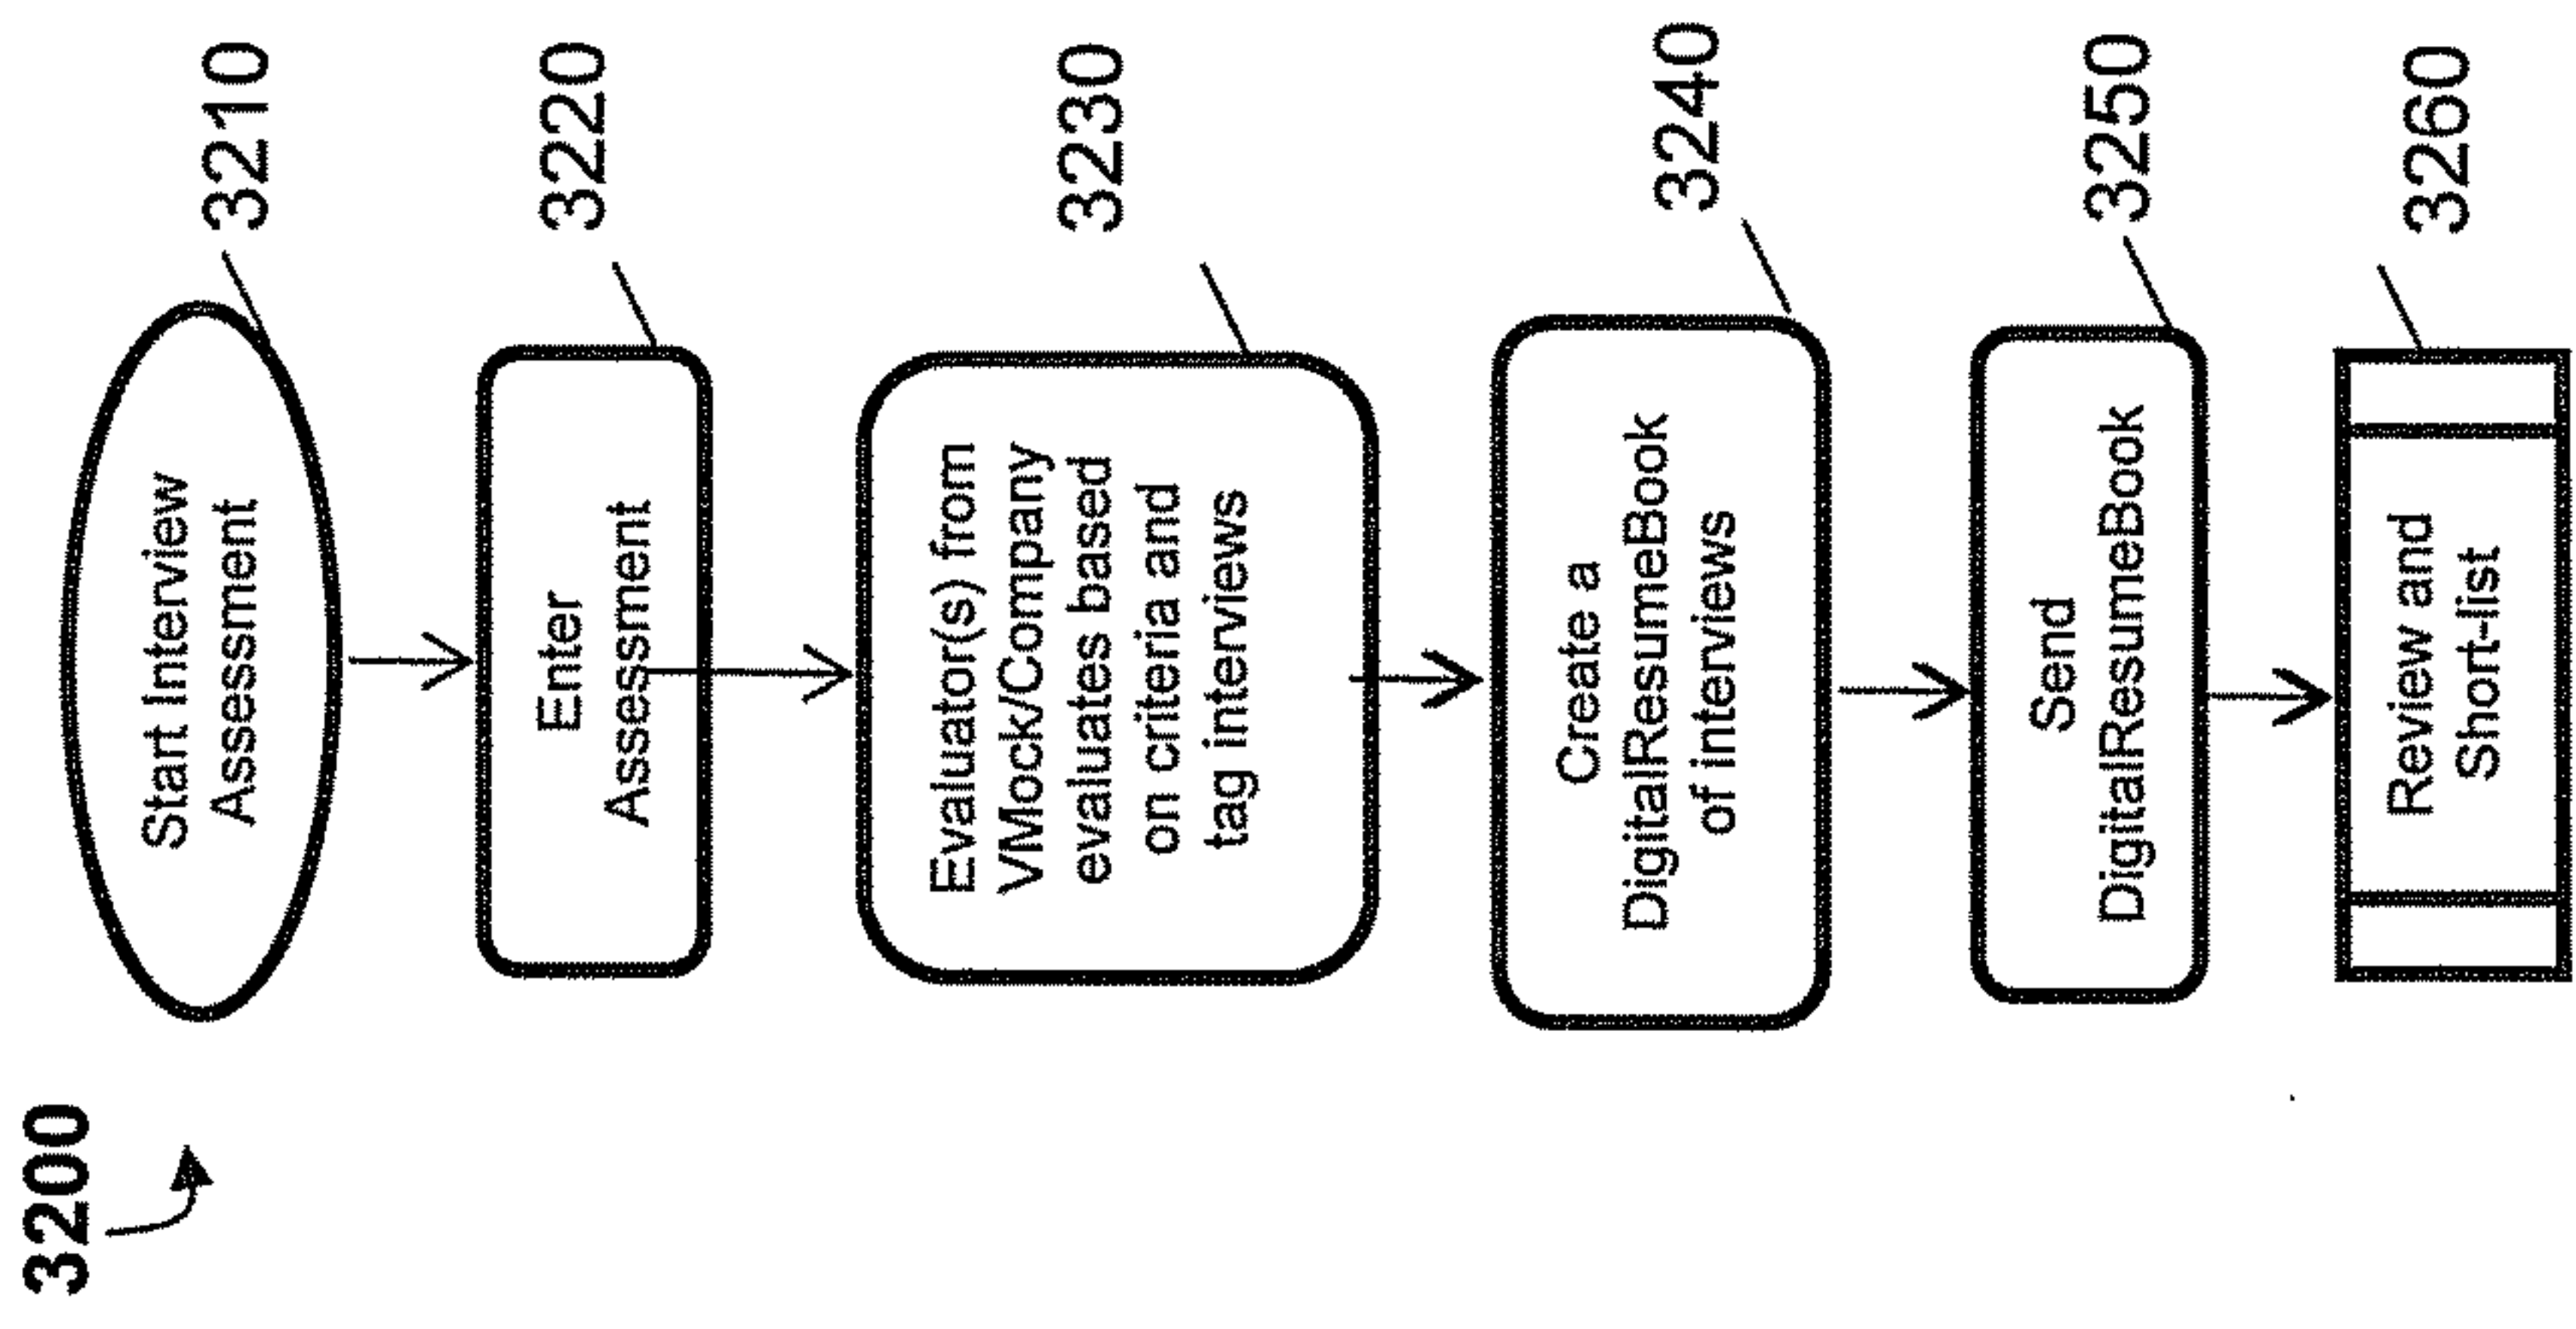 3200
Start Interview
Assessment
3210
Enter
Assessment
3220
Evaluator(s) from
VMock/Company
evaluates based
on criteria and
tag interviews
3230
Create a
DigitalResumeBook
of interviews
3240
Send
DigitalResumeBook
3250
Review and
Short-list
3260